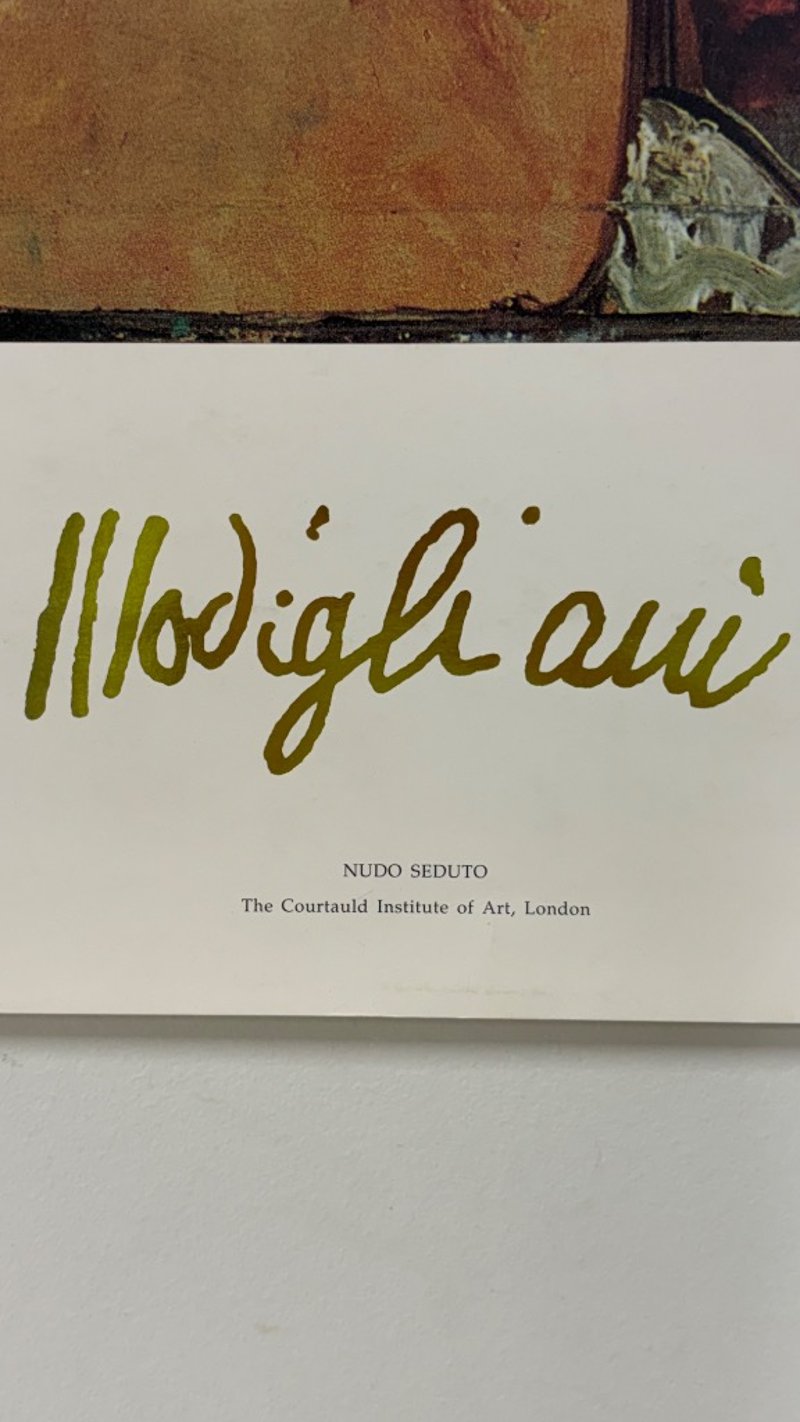 Modigliani
NUDO SEDUTO
The Courtauld Institute of Art, London